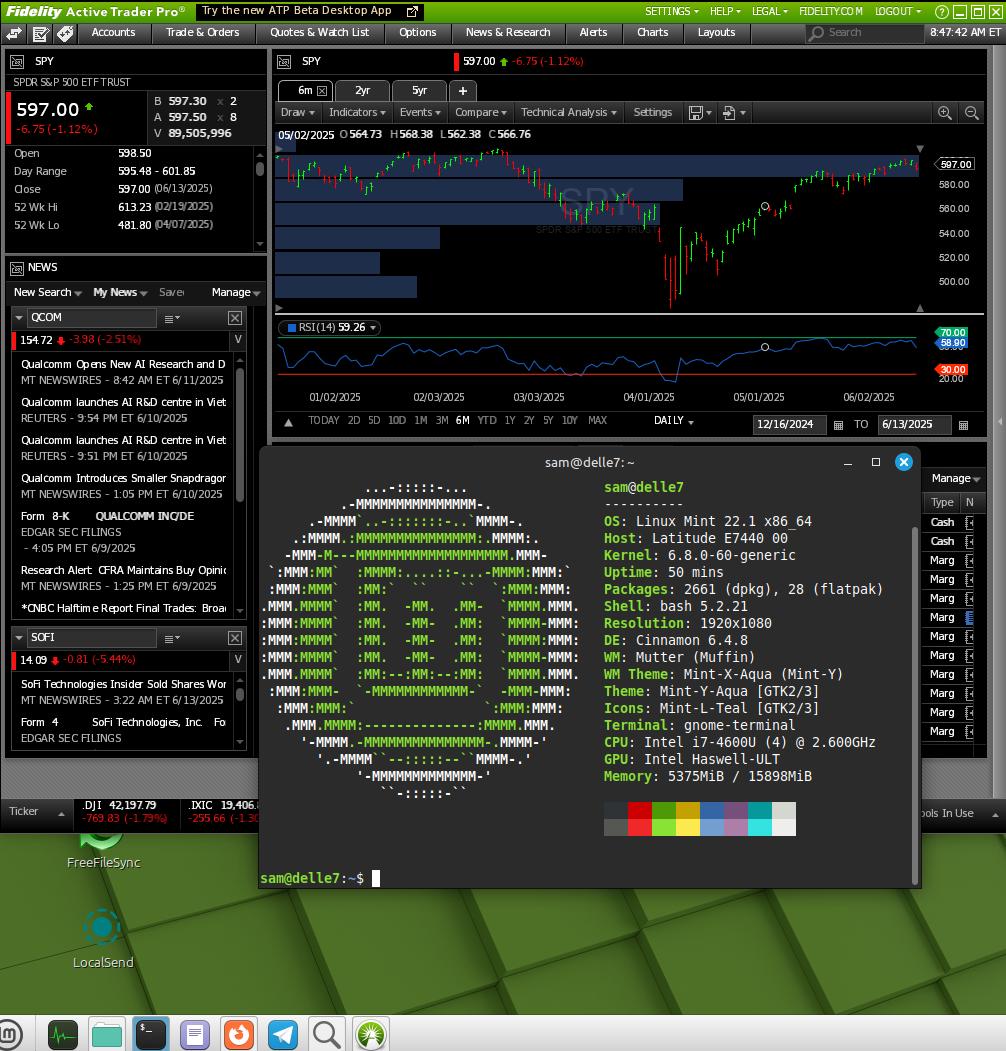 Fidelity Active Trader Pro®
Try the new ATP Beta Desktop App
SETTINGS HELP LEGAL FIDELITY.COM LOGOUT
Accounts Trade & Orders Quotes & Watch List Options News & Research Alerts Charts Layouts
Search
8:47:42 AM ET
SPY
SPDR S&P 500 ETF TRUST
597.00
-6.75 (-1.12%)
B 597.30 x 2
A 597.50 x 8
V 89,505,996
Open 598.50
Day Range 595.48 - 601.85
Close 597.00 (06/13/2025)
52 Wk Hi 613.23 (02/19/2025)
52 Wk Lo 481.80 (04/07/2025)
NEWS
New Search My News Save Manage
QCOM
154.72 -3.98 (-2.51%) V
Qualcomm Opens New AI Research and D
MT NEWSWIRES - 8:42 AM ET 6/11/2025
Qualcomm launches AI R&D centre in Viet
REUTERS - 9:54 PM ET 6/10/2025
Qualcomm launches AI R&D centre in Viet
REUTERS - 9:51 PM ET 6/10/2025
Qualcomm Introduces Smaller Snapdragon
MT NEWSWIRES - 1:05 PM ET 6/10/2025
Form 8-K QUALCOMM INC/DE
EDGAR SEC FILINGS
- 4:05 PM ET 6/9/2025
Research Alert: CFRA Maintains Buy Opinic
MT NEWSWIRES - 1:25 PM ET 6/9/2025
*CNBC Halftime Report Final Trades: Broad
SOFI
14.09 -0.81 (-5.44%) V
SoFi Technologies Insider Sold Shares Wor
MT NEWSWIRES - 3:22 AM ET 6/13/2025
Form 4 SoFi Technologies, Inc. Fo
EDGAR SEC FILINGS
SPY
597.00 -6.75 (-1.12%)
6m 2yr 5yr +
Draw Indicators Events Compare Technical Analysis Settings
05/02/2025 O 564.73 H 568.38 L 562.38 C 566.76
SPY
SPDR S&P 500 ETF TRUST
597.00
580.00
560.00
540.00
520.00
500.00
RSI(14) 59.26
70.00
58.90
30.00
20.00
01/02/2025 02/03/2025 03/03/2025 04/01/2025 05/01/2025 06/02/2025
TODAY 2D 5D 10D 1M 3M 6M YTD 1Y 2Y 5Y 10Y MAX DAILY 12/16/2024 TO 6/13/2025
Manage
Type N
Cash
Cash
Marg
Marg
Marg
Marg
Marg
Marg
Marg
Marg
Marg
Marg
sam@delle7:~
sam@delle7
----------
OS: Linux Mint 22.1 x86_64
Host: Latitude E7440 00
Kernel: 6.8.0-60-generic
Uptime: 50 mins
Packages: 2661 (dpkg), 28 (flatpak)
Shell: bash 5.2.21
Resolution: 1920x1080
DE: Cinnamon 6.4.8
WM: Mutter (Muffin)
WM Theme: Mint-X-Aqua (Mint-Y)
Theme: Mint-Y-Aqua [GTK2/3]
Icons: Mint-L-Teal [GTK2/3]
Terminal: gnome-terminal
CPU: Intel i7-4600U (4) @ 2.600GHz
GPU: Intel Haswell-ULT
Memory: 5375MiB / 15898MiB
sam@delle7:~$
Ticker
.DJI 42,197.79
-769.83 (-1.79%)
.IXIC 19,406.
-255.66 (-1.30
ools In Use
FreeFileSync
LocalSend